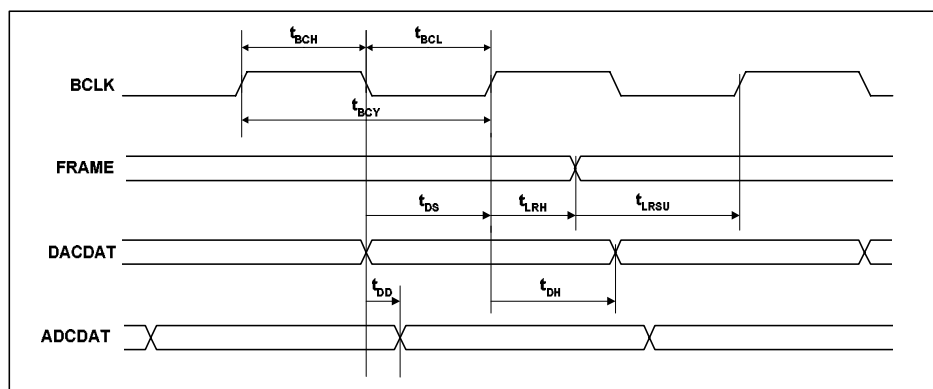 tBCH
tBCL
BCLK
tBCY
FRAME
tDS
tLRH
tLRSU
DACDAT
tDD
tDH
ADCDAT